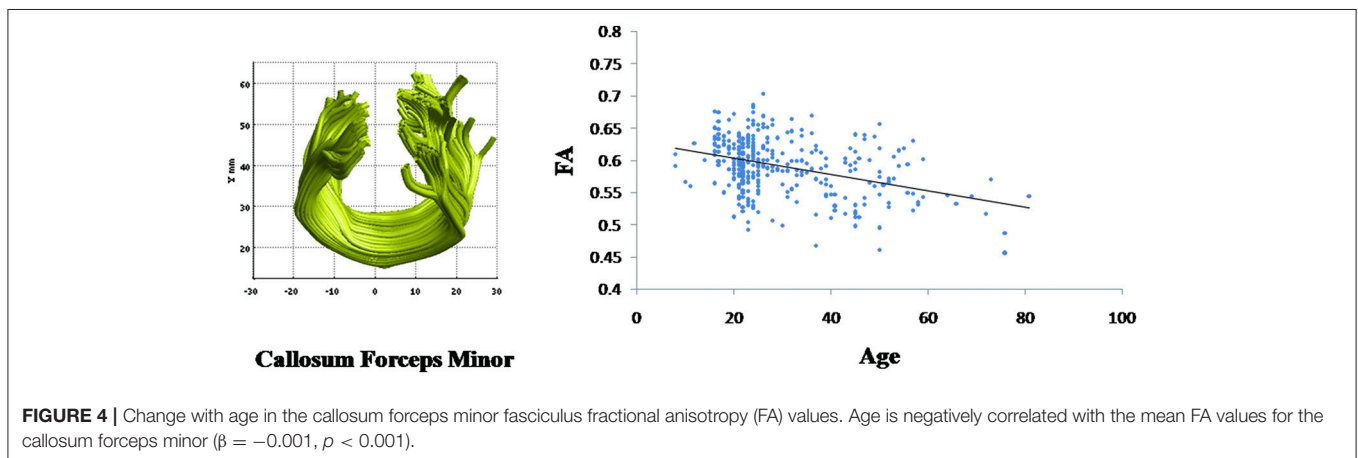 60
50
40
30
20
Y mm
-30 -20 -10 0 10 20 30
Callosum Forceps Minor
0.8
0.75
0.7
0.65
0.6
0.55
0.5
0.45
0.4
FA
0 20 40 60 80 100
Age
FIGURE 4 | Change with age in the callosum forceps minor fasciculus fractional anisotropy (FA) values. Age is negatively correlated with the mean FA values for the
callosum forceps minor (β = −0.001, p < 0.001).